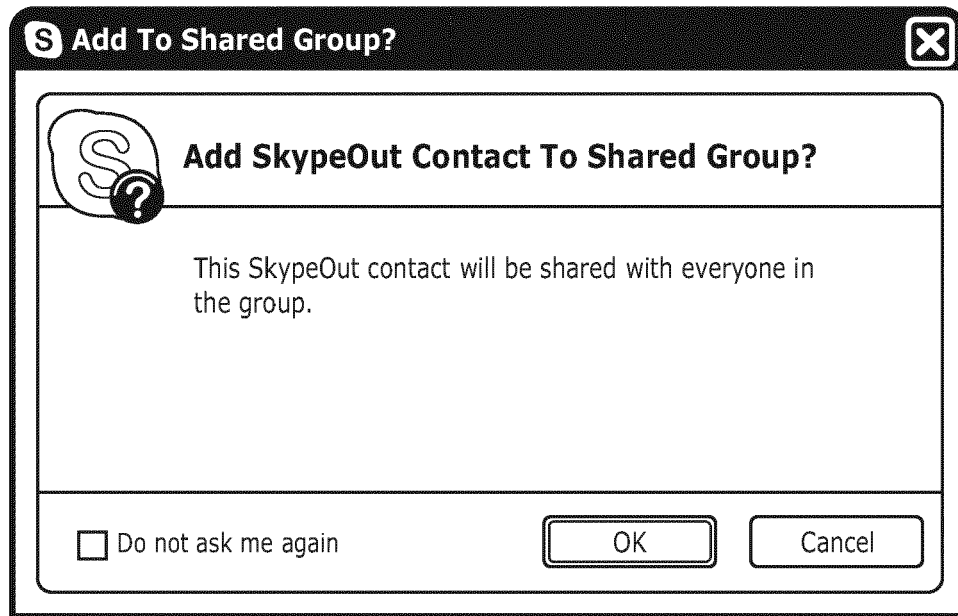 S Add To Shared Group?
S
?
Add SkypeOut Contact To Shared Group?
This SkypeOut contact will be shared with everyone in
the group.
Do not ask me again
OK
Cancel